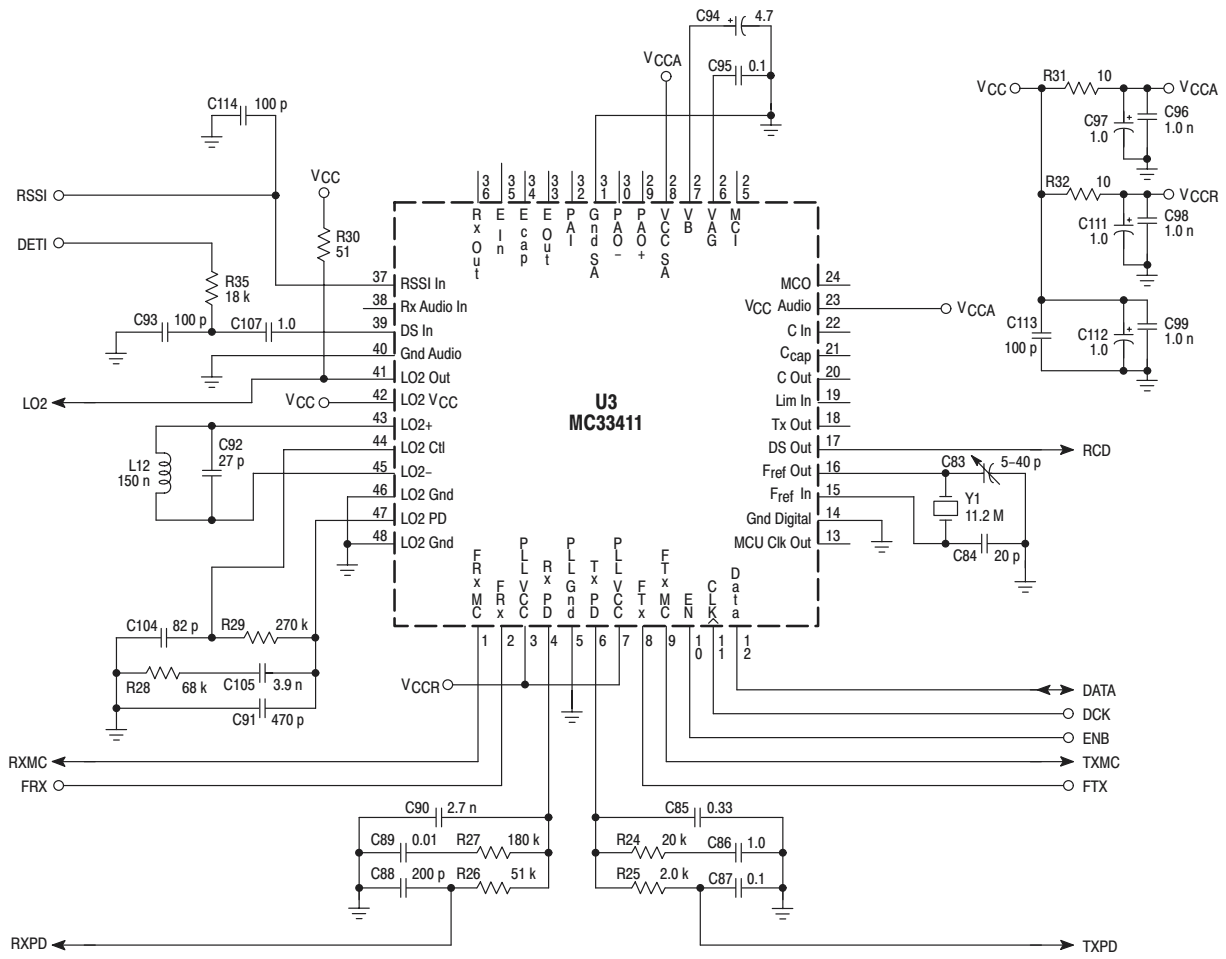 C94 + 4.7
C95 0.1
VCCA
C114 100 p
RSSI
DETI
VCC
R30
51
R35
18 k
C93 100 p
C107 1.0
LO2
VCC
L12
150 n
C92
27 p
VCC R31 10 VCCA
C97
1.0
+
C96
1.0 n
R32 10 VCCR
C111
1.0
+
C98
1.0 n
C113
100 p
C112
1.0
+
C99
1.0 n
36 35 34 33 32 31 30 29 28 27 26 25
Rx Out
E In
Ecap
E Out
PAI
Gnd SA
PAO–
PAO+
VCC SA
VB
VAG
MCI
37 RSSI In
38 Rx Audio In
39 DS In
40 Gnd Audio
41 LO2 Out
42 LO2 VCC
43 LO2+
44 LO2 Ctl
45 LO2–
46 LO2 Gnd
47 LO2 PD
48 LO2 Gnd
U3
MC33411
MCO 24
VCC Audio 23 VCCA
C In 22
Ccap 21
C Out 20
Lim In 19
Tx Out 18
DS Out 17 RCD
Fref Out 16
Fref In 15
Gnd Digital 14
MCU Clk Out 13
C83 5–40 p
Y1
11.2 M
C84 20 p
FRxMC
FRx
PLL VCC
RxPD
PLL Gnd
TxPD
PLL VCC
FTx
FTxMC
EN
CLK
Data
1 2 3 4 5 6 7 8 9 10 11 12
C104 82 p
R29 270 k
R28 68 k
C105 3.9 n
C91 470 p
VCCR
DATA
DCK
ENB
RXMC
TXMC
FRX
FTX
C90 2.7 n
C89 0.01
R27 180 k
C88 200 p
R26 51 k
C85 0.33
R24 20 k
C86 1.0
R25 2.0 k
C87 0.1
RXPD
TXPD